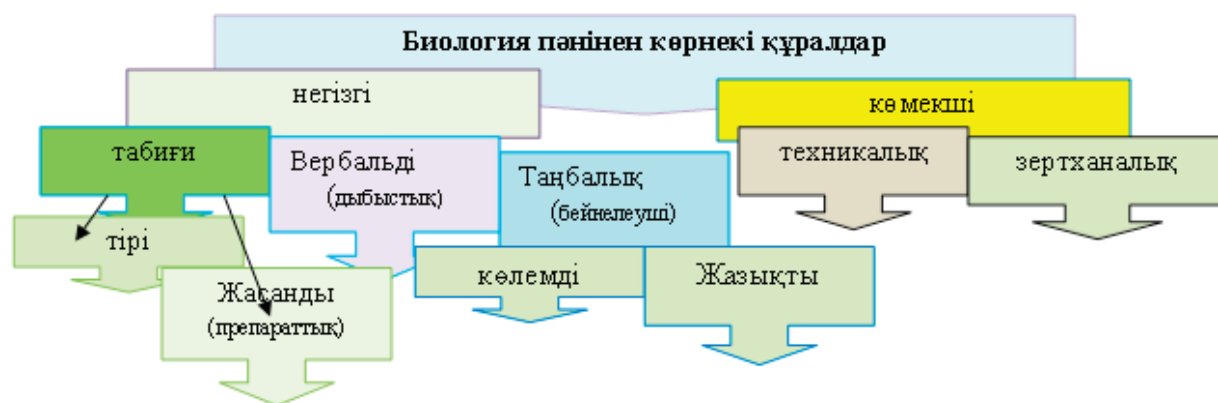 Биология пәнінен көрнекі құралдар
негізгі
көмекші
табиғи
Вербальді
(дыбыстық)
Таңбалық
(бейнелеуші)
техникалық
зертханалық
тірі
Жасанды
(препараттық)
көлемді
Жазықты